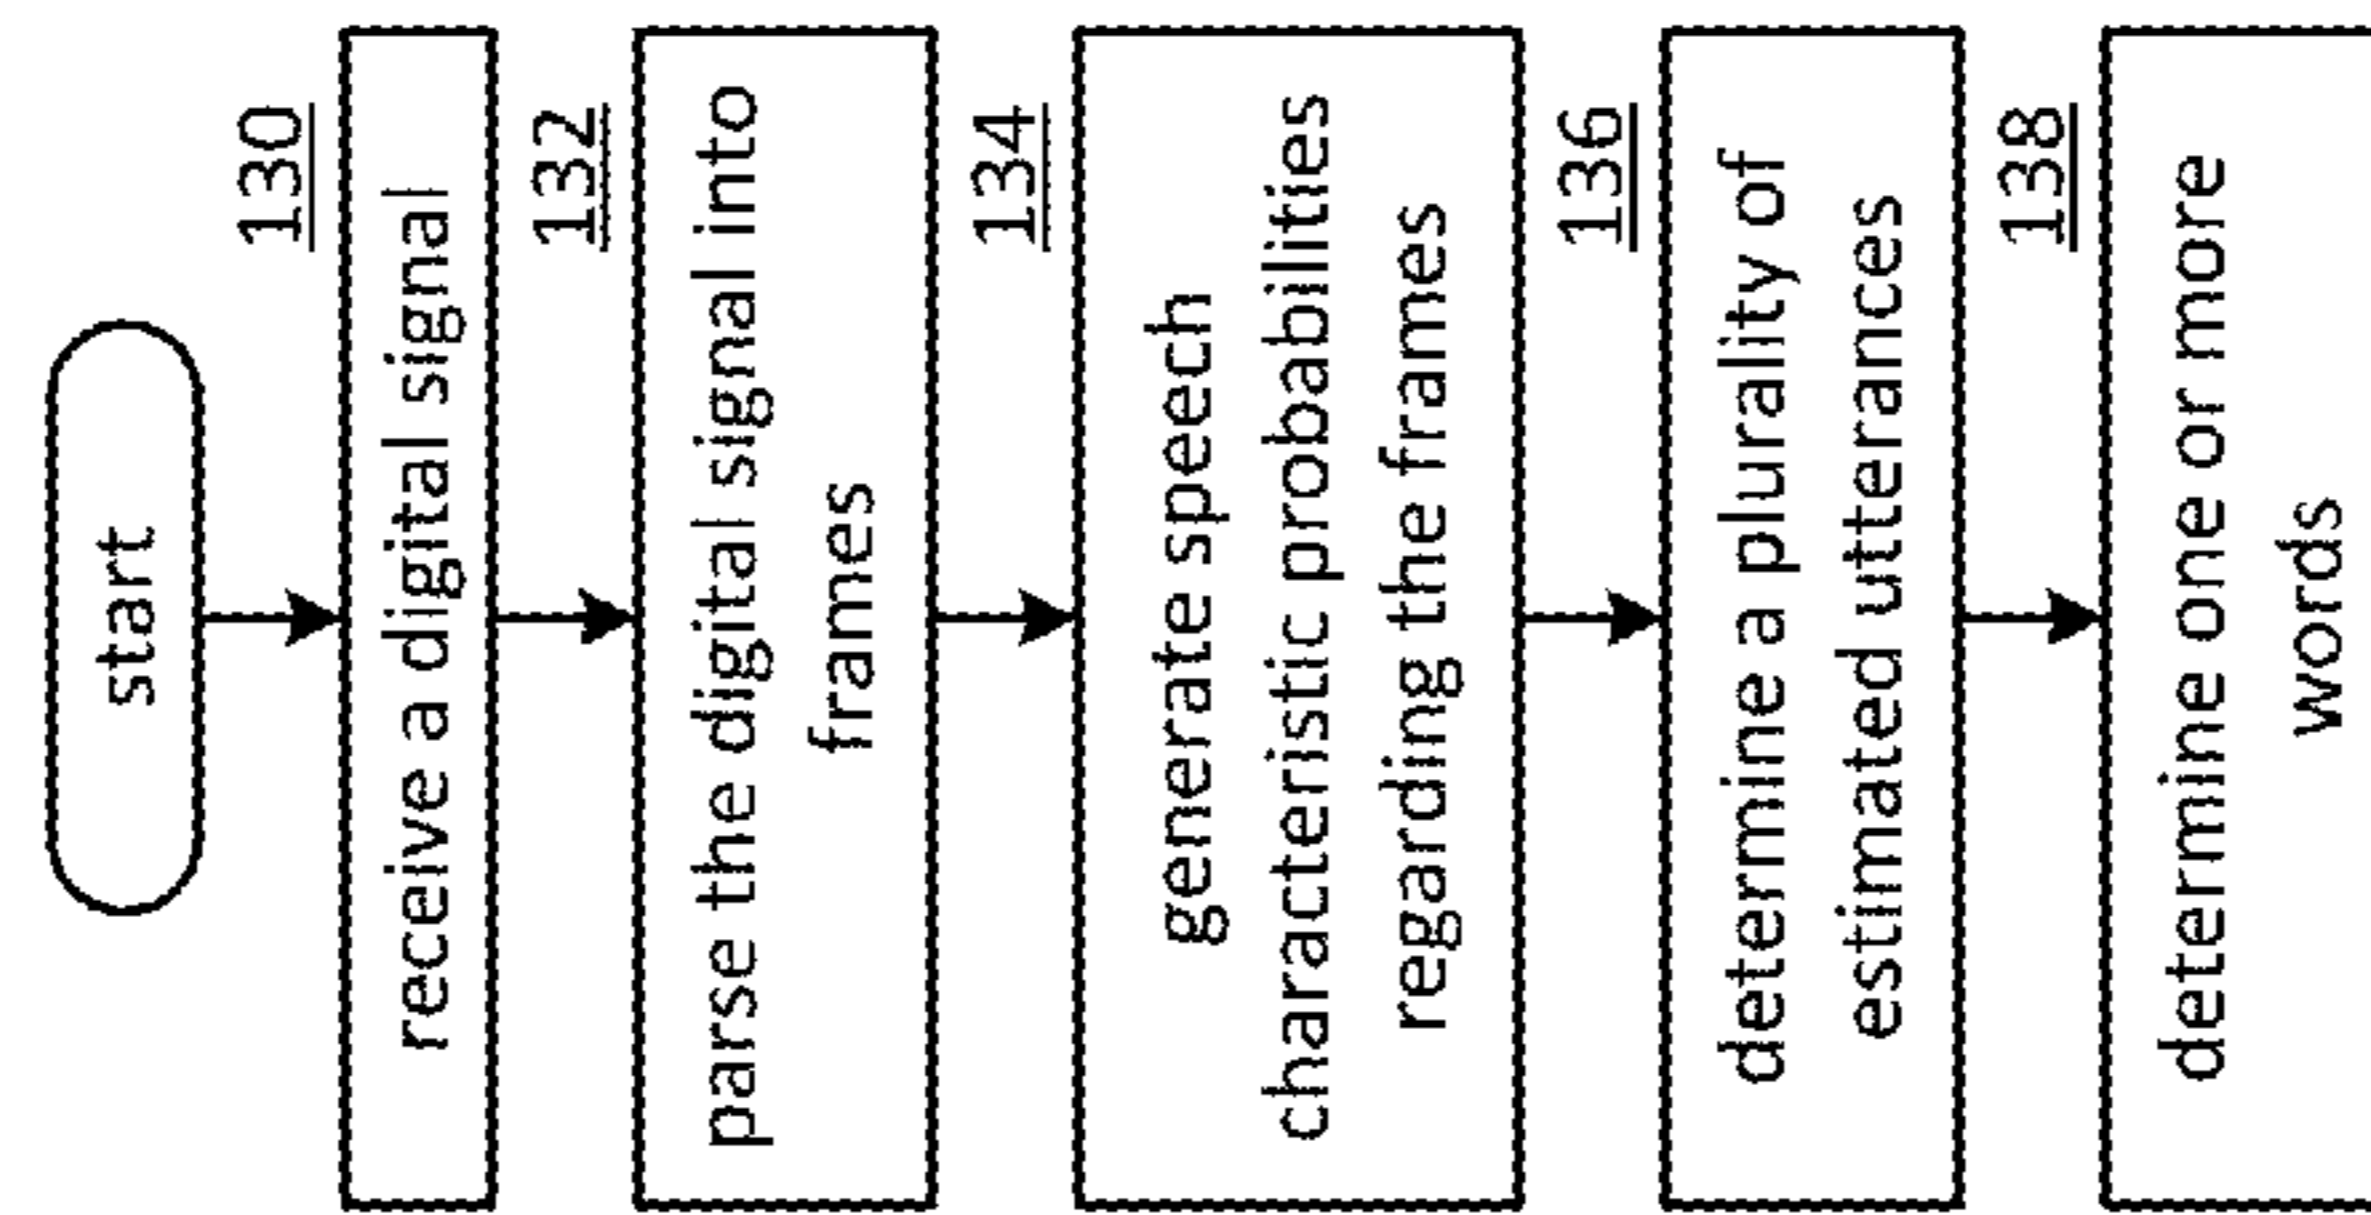 start
130
receive a digital signal
132
parse the digital signal into
frames
134
generate speech
characteristic probabilities
regarding the frames
136
determine a plurality of
estimated utterances
138
determine one or more
words